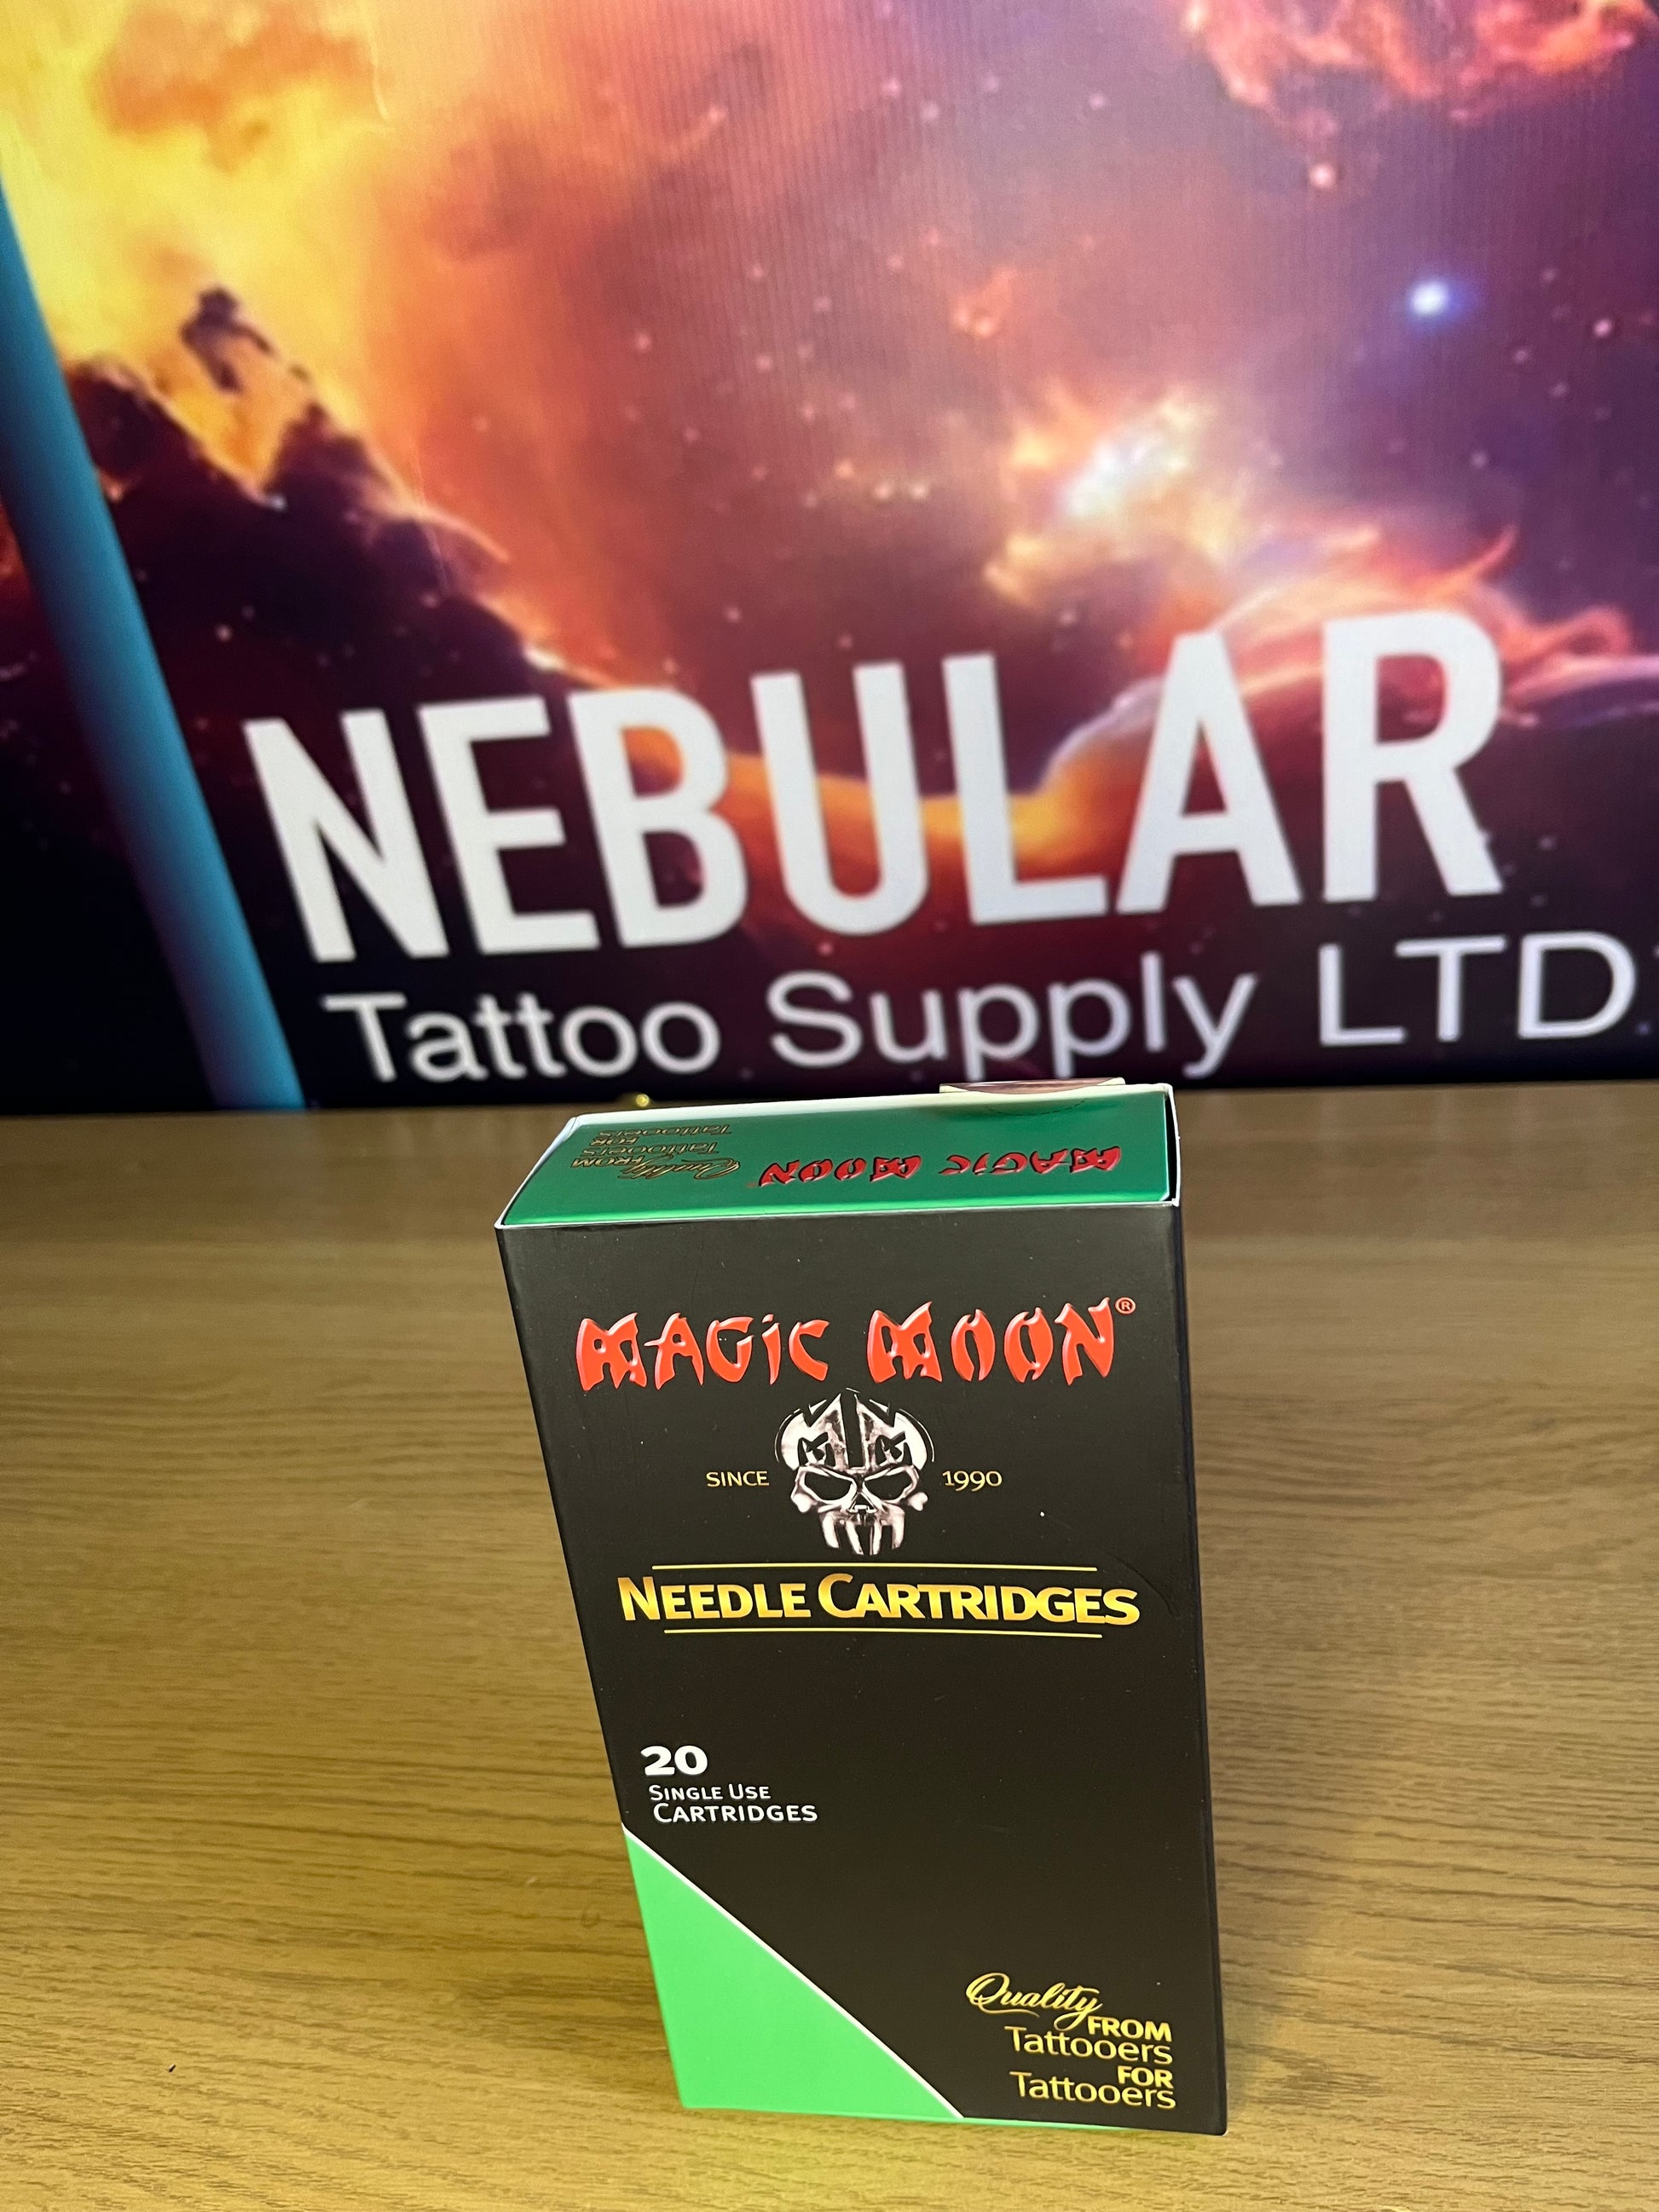 NEBULAR
Tattoo Supply LTD
MAGIC MOON
Quality
FROM
Tattooers
FOR
Tattooers
MAGIC MOON®
SINCE 1990
NEEDLE CARTRIDGES
20
SINGLE USE
CARTRIDGES
Quality
FROM
Tattooers
FOR
Tattooers